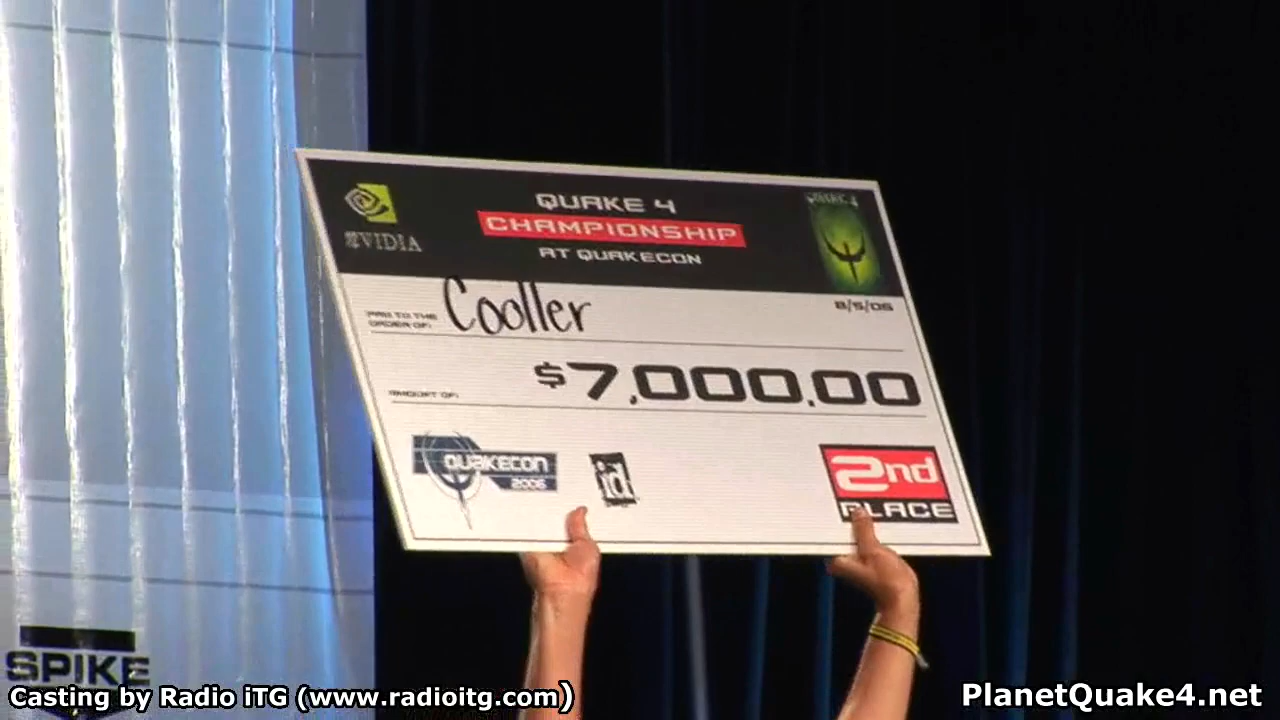 QUAKE 4
CHAMPIONSHIP
AT QUAKECON
NVIDIA
QUAKE 4
8/5/06
PAY TO THE
ORDER OF:
Cooller
$7,000.00
AMOUNT OF:
QUAKECON
2006
id
2nd
PLACE
SPIKE
Casting by Radio iTG (www.radioitg.com)
PlanetQuake4.net